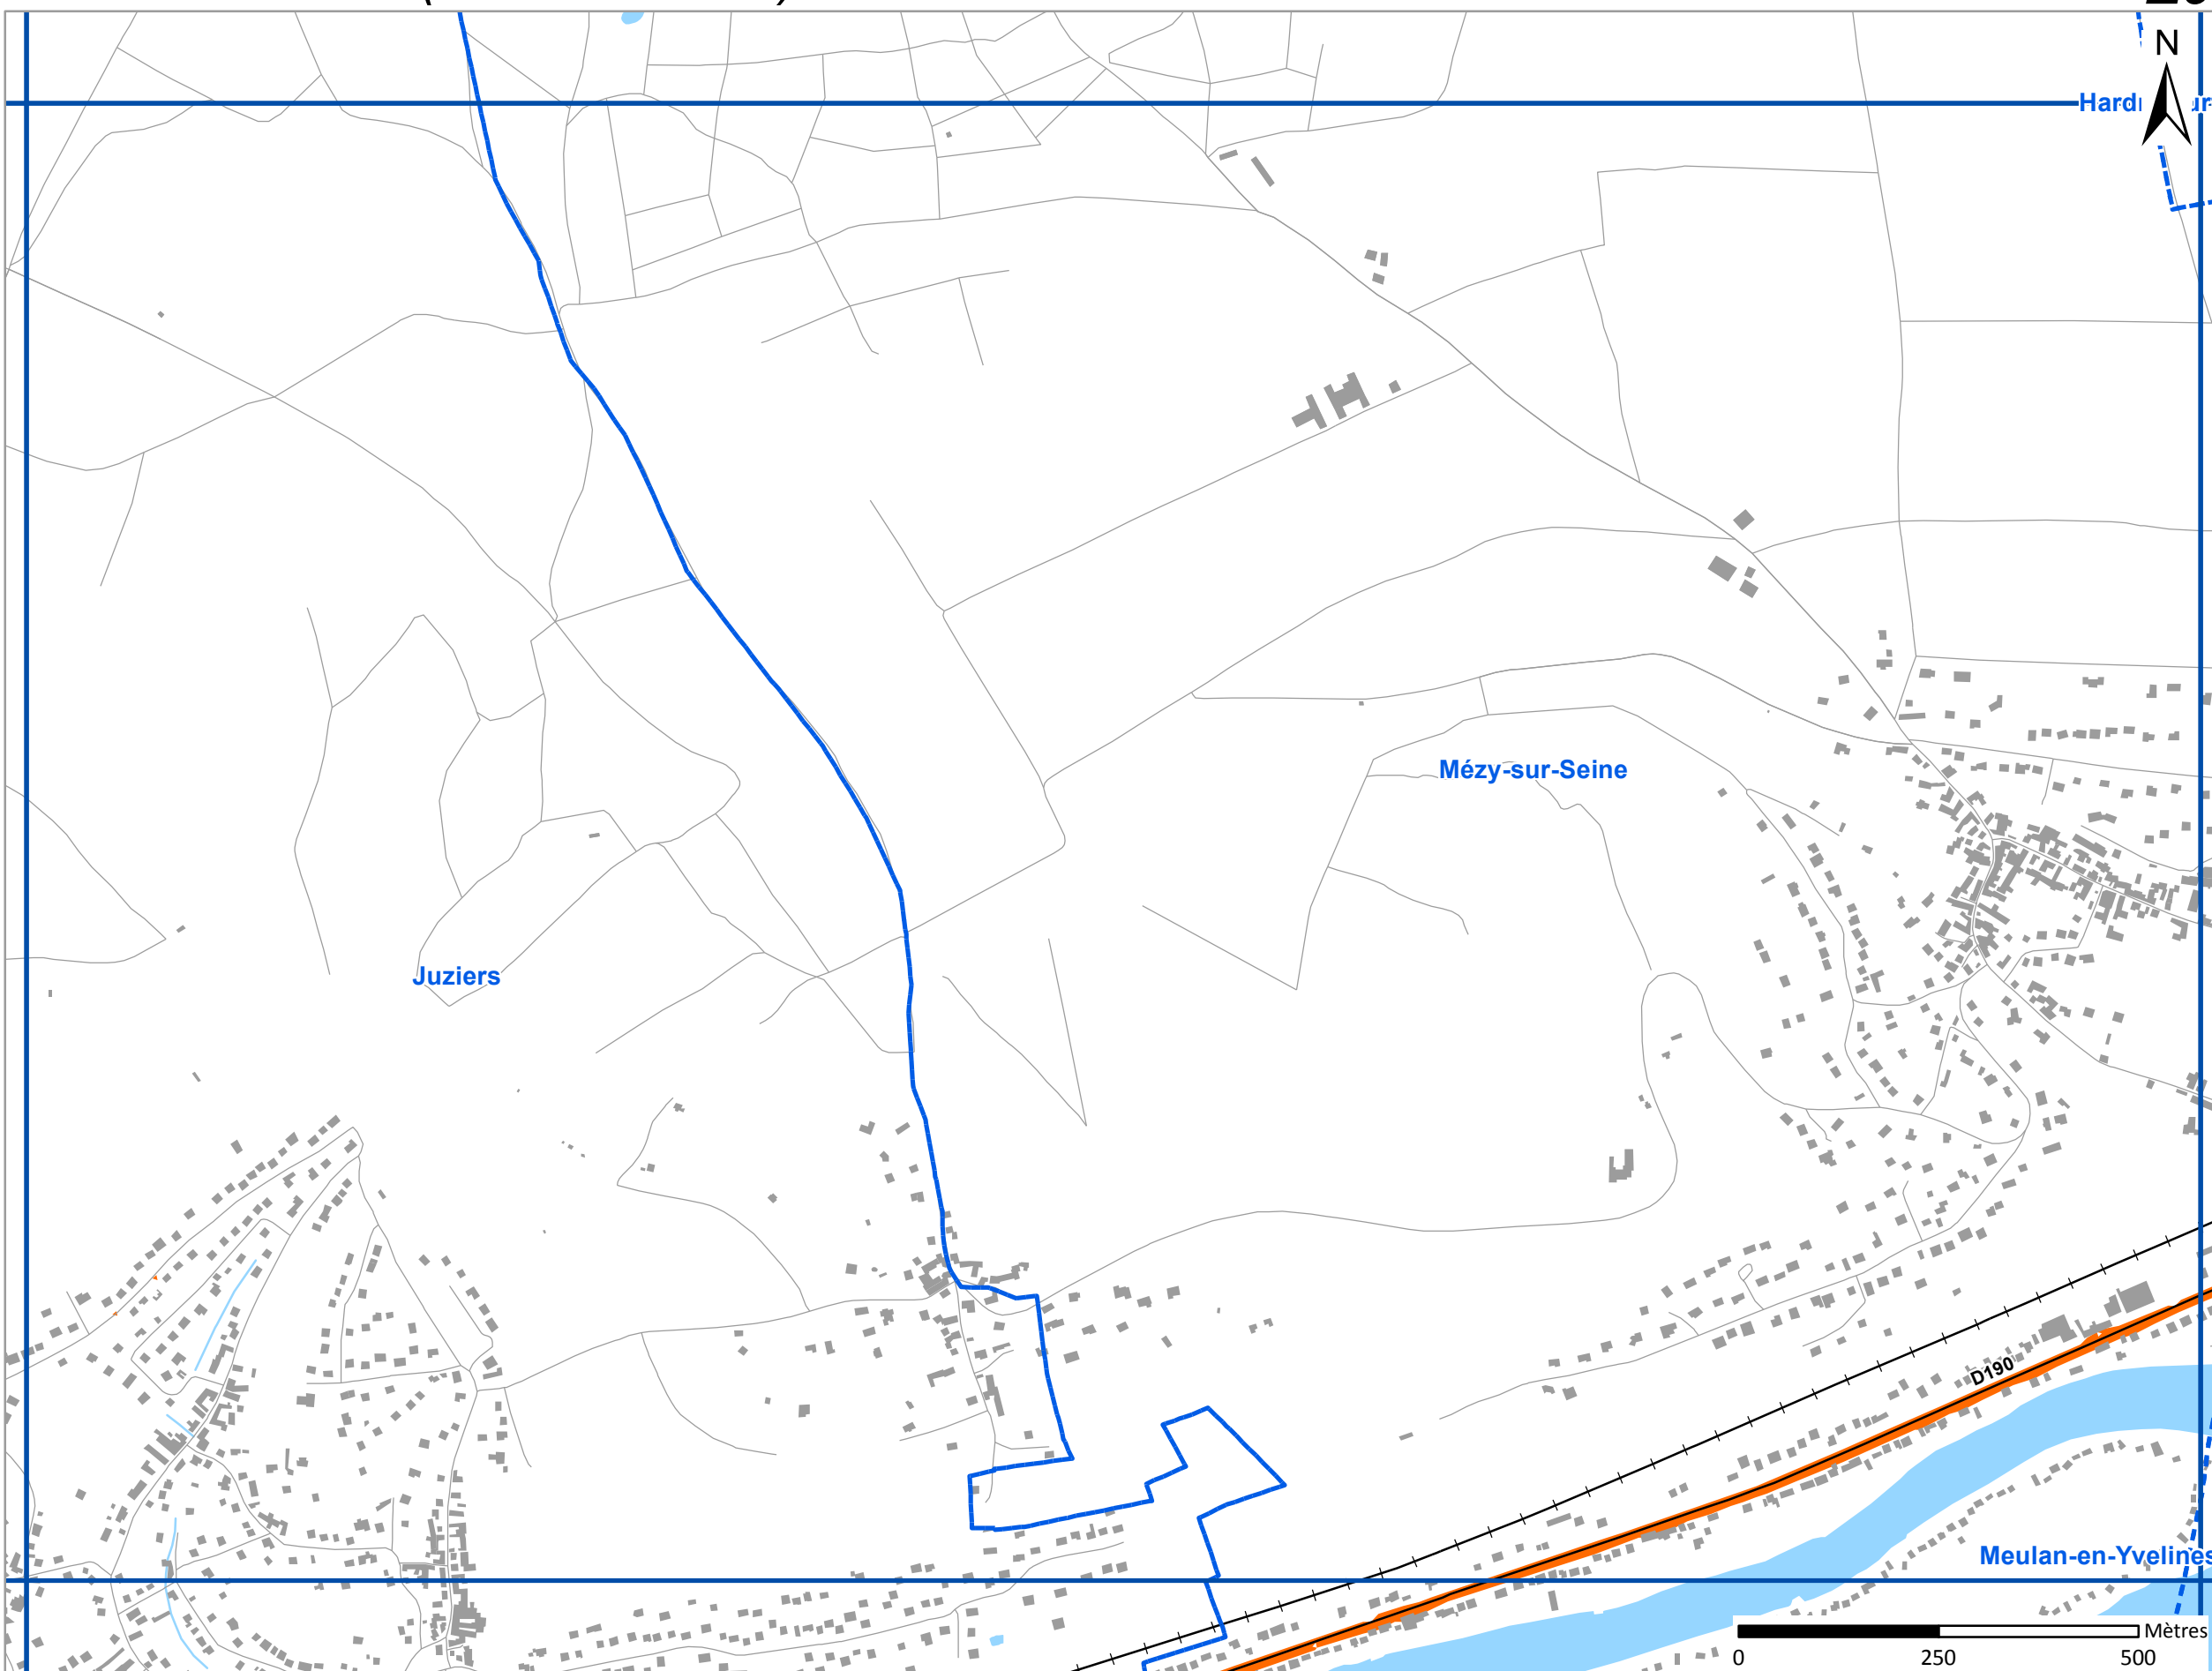 N
Mézy-sur-Seine
Juziers
D190
Meulan-en-Yvelines
Mètres
0 250 500